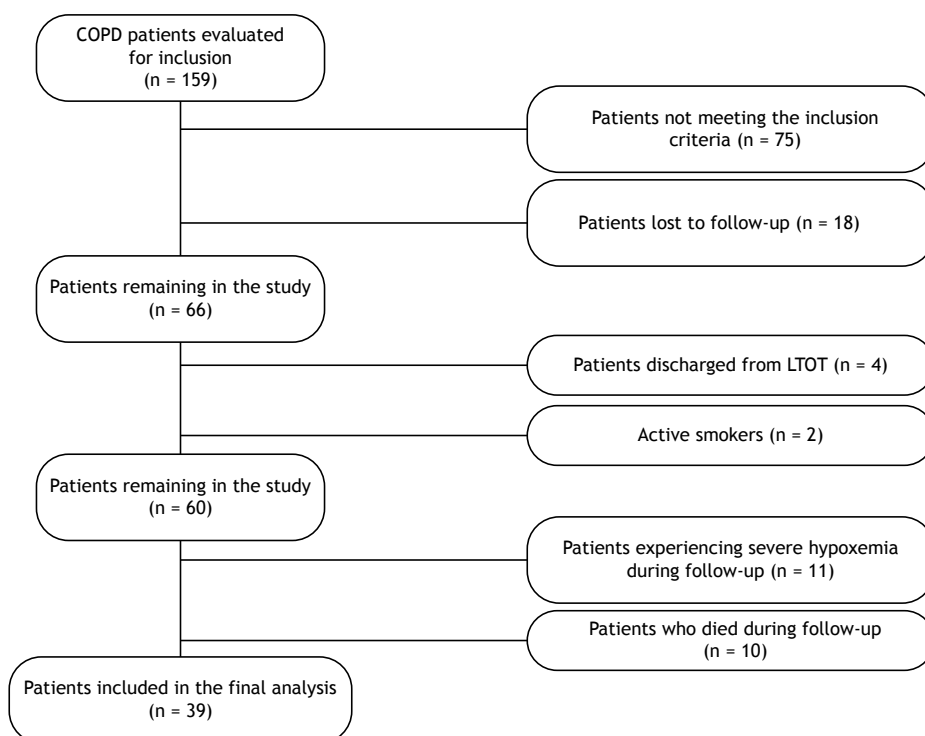 COPD patients evaluated
for inclusion
(n = 159)
Patients not meeting the inclusion
criteria (n = 75)
Patients lost to follow-up (n = 18)
Patients remaining in the study
(n = 66)
Patients discharged from LTOT (n = 4)
Active smokers (n = 2)
Patients remaining in the study
(n = 60)
Patients experiencing severe hypoxemia
during follow-up (n = 11)
Patients who died during follow-up
(n = 10)
Patients included in the final analysis
(n = 39)